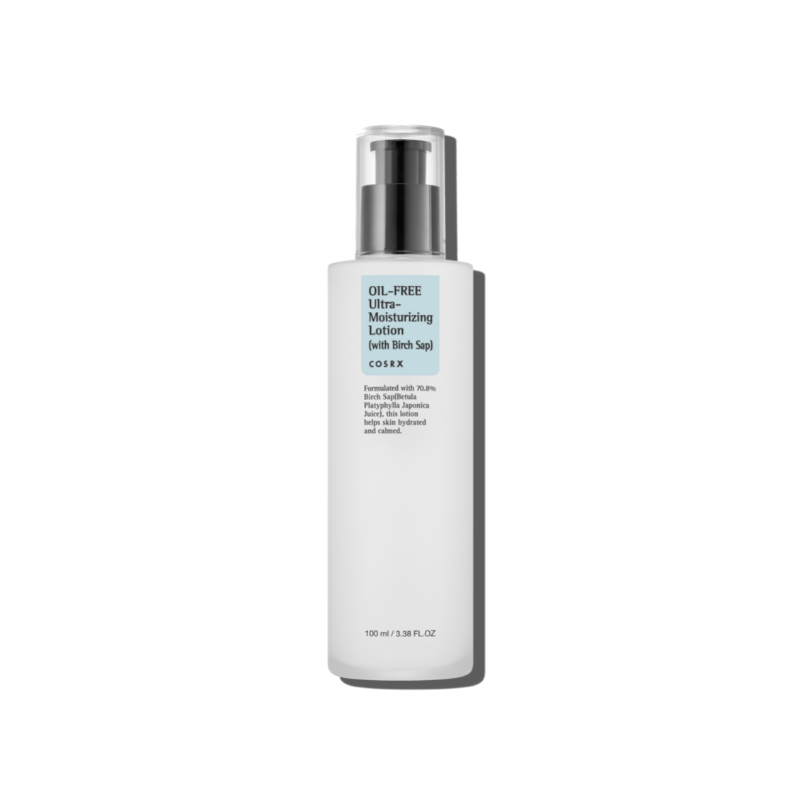 OIL-FREE
Ultra-
Moisturizing
Lotion
(with Birch Sap)
COSRX
Formulated with 70.8%
Birch Sap(Betula
Platyphylla Japonica
Juice), this lotion
helps skin hydrated
and calmed.
100 ml / 3.38 FL.OZ